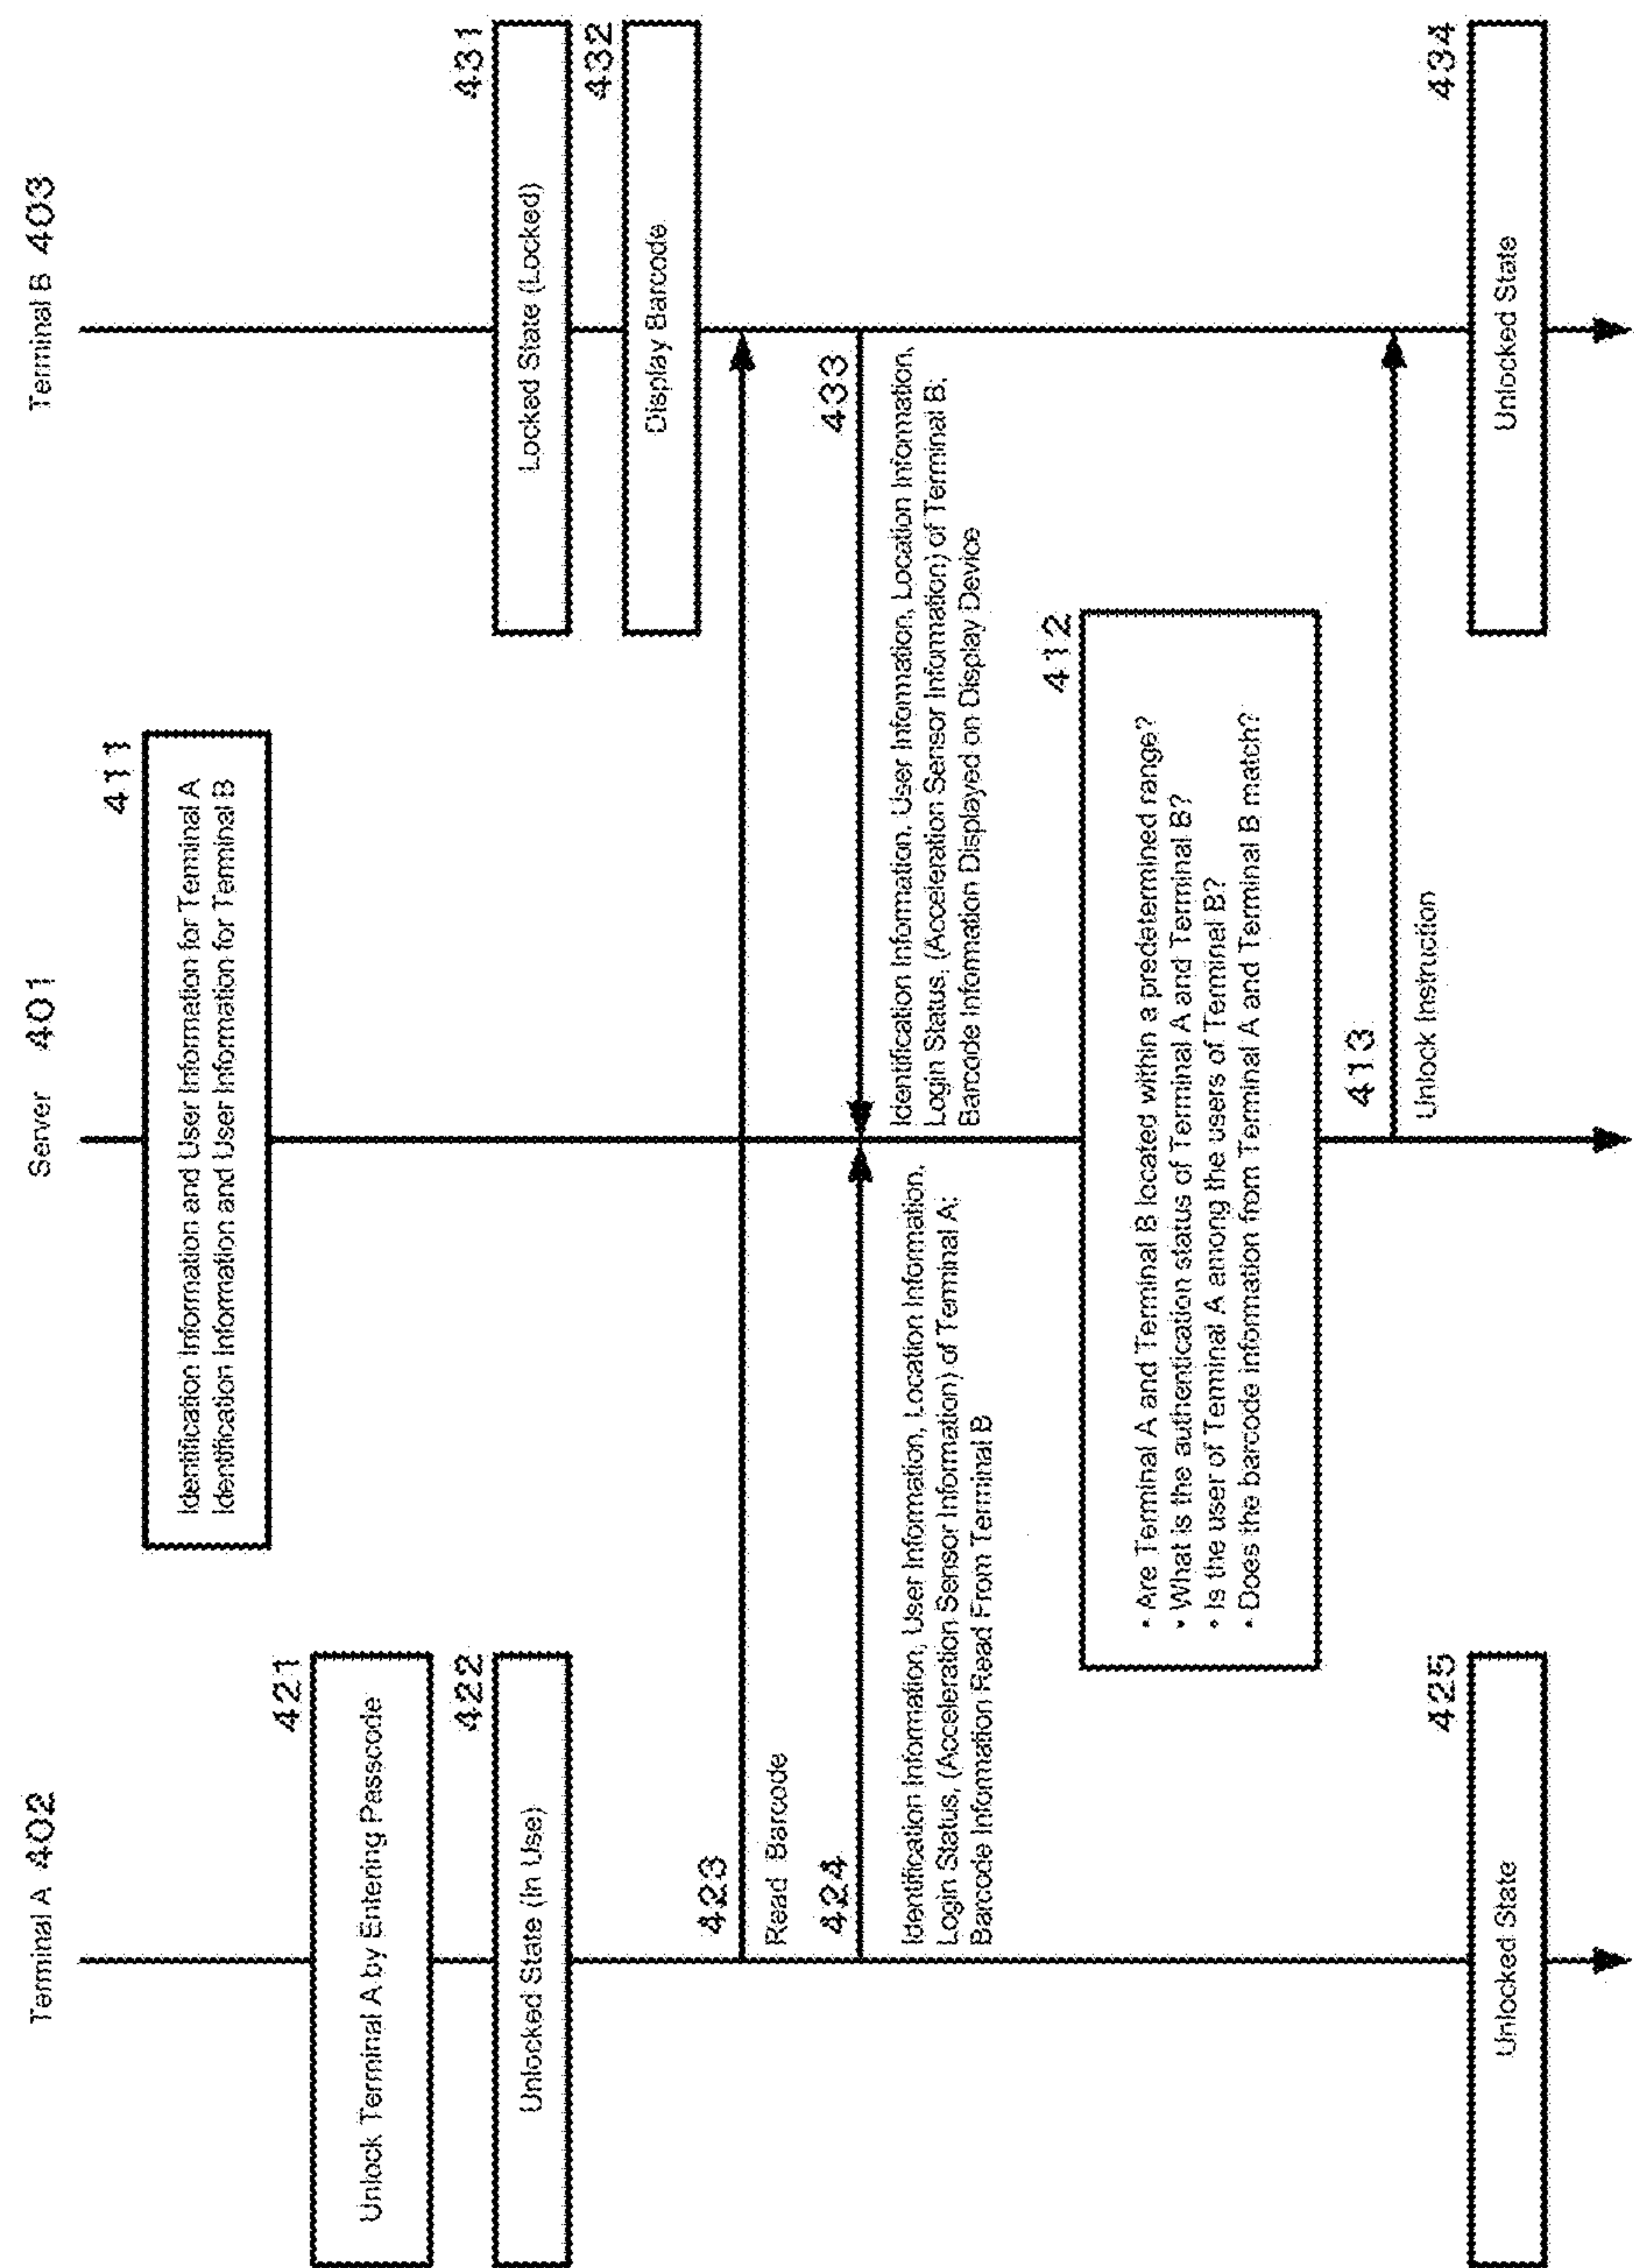 Terminal A 402
Server 401
Terminal B 403
411
Identification Information and User Information for Terminal A
Identification Information and User Information for Terminal B
421
Unlock Terminal A by Entering Passcode
422
Unlocked State (In Use)
431
Locked State (Locked)
432
Display Barcode
423
Read Barcode
424
Identification Information, User Information, Location Information,
Login Status, (Acceleration Sensor Information) of Terminal A;
Barcode Information Read From Terminal B
433
Identification Information, User Information, Location Information,
Login Status, (Acceleration Sensor Information) of Terminal B;
Barcode Information Displayed on Display Device
412
• Are Terminal A and Terminal B located within a predetermined range?
• What is the authentication status of Terminal A and Terminal B?
• Is the user of Terminal A among the users of Terminal B?
• Does the barcode information from Terminal A and Terminal B match?
413
Unlock Instruction
425
Unlocked State
434
Unlocked State